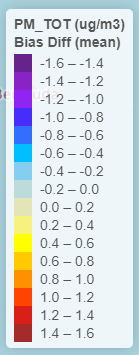 PM_TOT (ug/m3)
Bias Diff (mean)
-1.6 – -1.4
-1.4 – -1.2
-1.2 – -1.0
-1.0 – -0.8
-0.8 – -0.6
-0.6 – -0.4
-0.4 – -0.2
-0.2 – 0.0
0.0 – 0.2
0.2 – 0.4
0.4 – 0.6
0.6 – 0.8
0.8 – 1.0
1.0 – 1.2
1.2 – 1.4
1.4 – 1.6